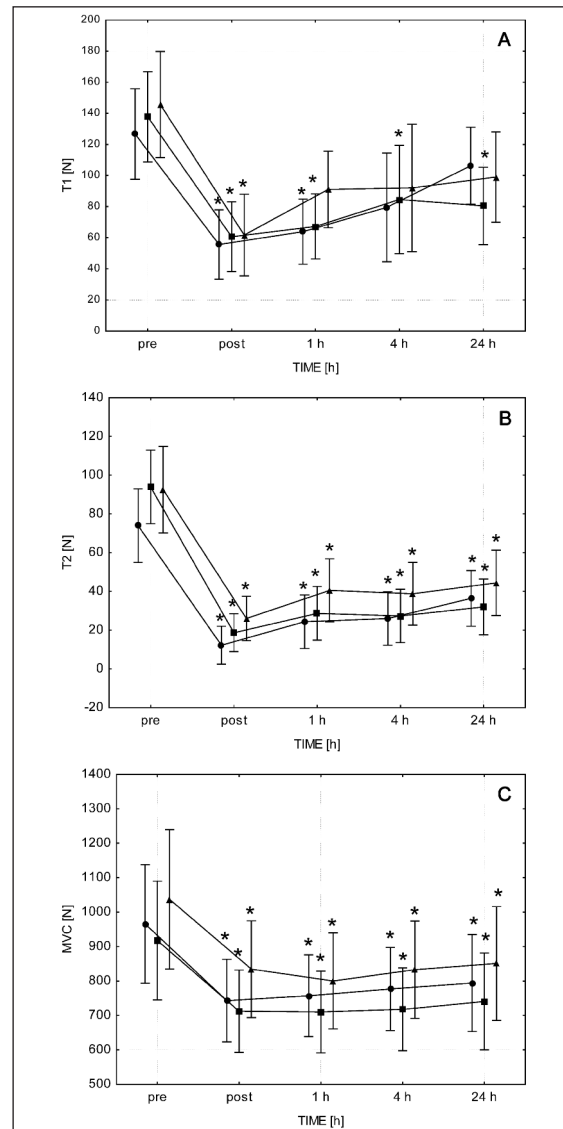 A
200
180
160
140
120
100
80
60
40
20
0
T1 [N]
* * *
* *
*
*
pre post 1 h 4 h 24 h
TIME [h]
B
140
120
100
80
60
40
20
0
-20
T2 [N]
* * *
* * *
* * *
* * *
pre post 1 h 4 h 24 h
TIME [h]
C
1400
1300
1200
1100
1000
900
800
700
600
500
MVC [N]
* * *
* * *
* * *
* * *
pre post 1 h 4 h 24 h
TIME [h]